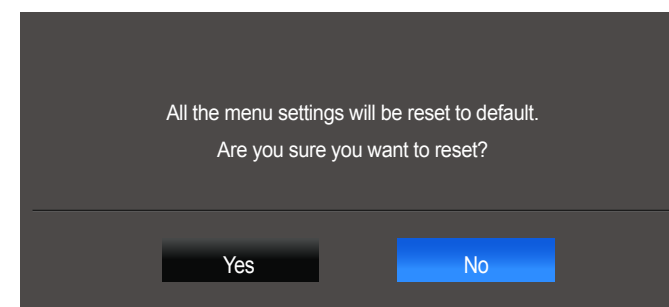 All the menu settings will be reset to default.
Are you sure you want to reset?
Yes No